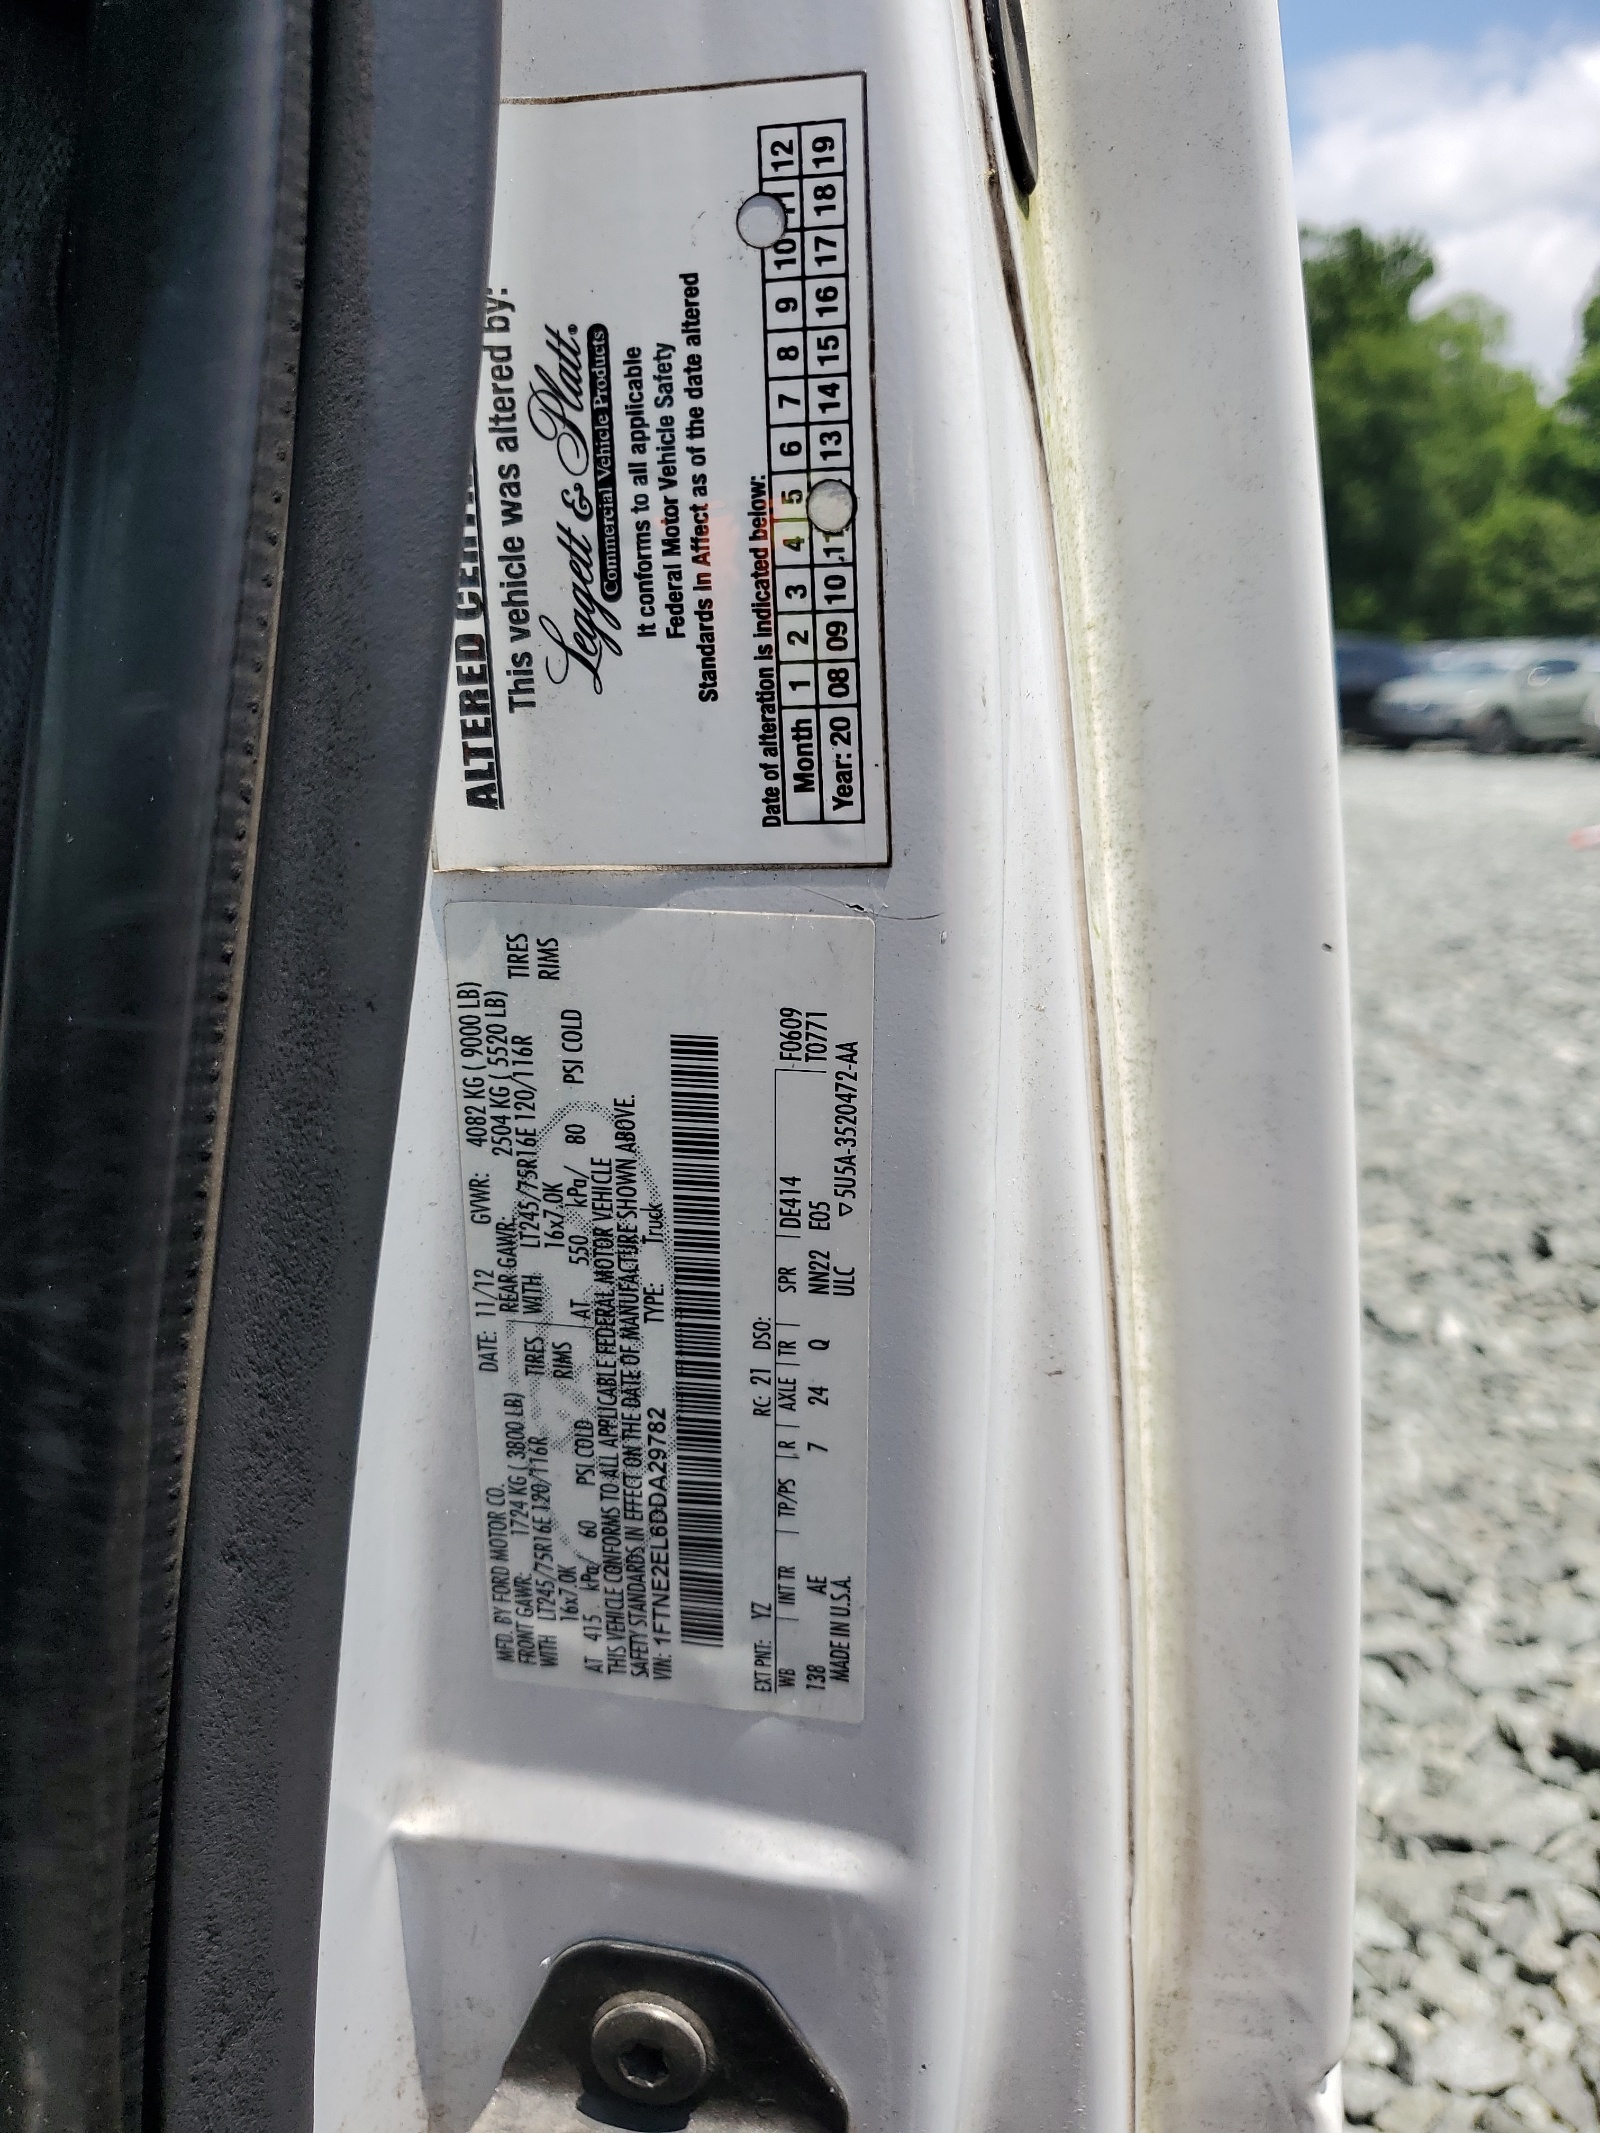 MFD. BY FORD MOTOR CO. DATE: 11/12 GVWR: 4082 KG ( 9000 LB)
FRONT GAWR: 1724 KG ( 3800 LB) REAR GAWR: 2504 KG ( 5520 LB)
WITH LT245/75R16E 120/116R TIRES WITH LT245/75R16E 120/116R TIRES
16x7.0K RIMS 16x7.0K RIMS
AT 415 kPa/ 60 PSI COLD AT 550 kPa/ 80 PSI COLD
THIS VEHICLE CONFORMS TO ALL APPLICABLE FEDERAL MOTOR VEHICLE
SAFETY STANDARDS IN EFFECT ON THE DATE OF MANUFACTURE SHOWN ABOVE.
VIN: 1FTNE2EL6DDA29782 TYPE: Truck
EXT PNT: YZ RC: 21 DSO:
WB INT TR TP/PS R AXLE TR SPR DE414 F0609
138 AE 7 24 Q NN22 E05 T0771
MADE IN U.S.A. ULC ▽5U5A-3520472-AA
ALTERED
This vehicle was altered by:
Leggett & Platt
Commercial Vehicle Products
It conforms to all applicable
Federal Motor Vehicle Safety
Standards In Affect as of the date altered
Date of alteration is indicated below:
Month 1 2 3 4 5 6 7 8 9 10 11 12
Year: 20 08 09 10 11 13 14 15 16 17 18 19